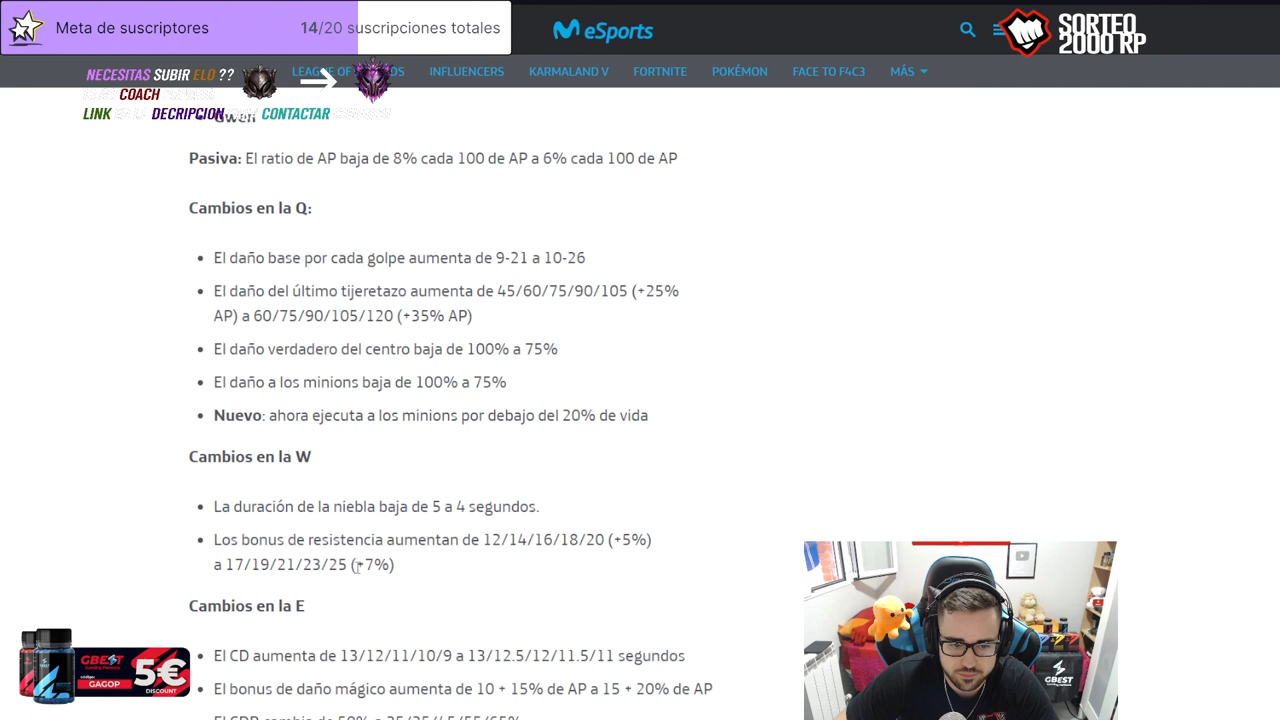 Meta de suscriptores 14/20 suscripciones totales
eSports
SORTEO
2000 RP
NECESITAS SUBIR ELO ??
COACH
LINK DECRIPCION CONTACTAR
LEAGUE OF INFLUENCERS KARMALAND V FORTNITE POKÉMON FACE TO F4C3 MÁS
Gwen
Pasiva: El ratio de AP baja de 8% cada 100 de AP a 6% cada 100 de AP
Cambios en la Q:
El daño base por cada golpe aumenta de 9-21 a 10-26
El daño del último tijeretazo aumenta de 45/60/75/90/105 (+25%
AP) a 60/75/90/105/120 (+35% AP)
El daño verdadero del centro baja de 100% a 75%
El daño a los minions baja de 100% a 75%
Nuevo: ahora ejecuta a los minions por debajo del 20% de vida
Cambios en la W
La duración de la niebla baja de 5 a 4 segundos.
Los bonus de resistencia aumentan de 12/14/16/18/20 (+5%)
a 17/19/21/23/25 (+7%)
Cambios en la E
El CD aumenta de 13/12/11/10/9 a 13/12.5/12/11.5/11 segundos
El bonus de daño mágico aumenta de 10 + 15% de AP a 15 + 20% de AP
GBEST
código:
GAGOP
5€
DISCOUNT
GBEST